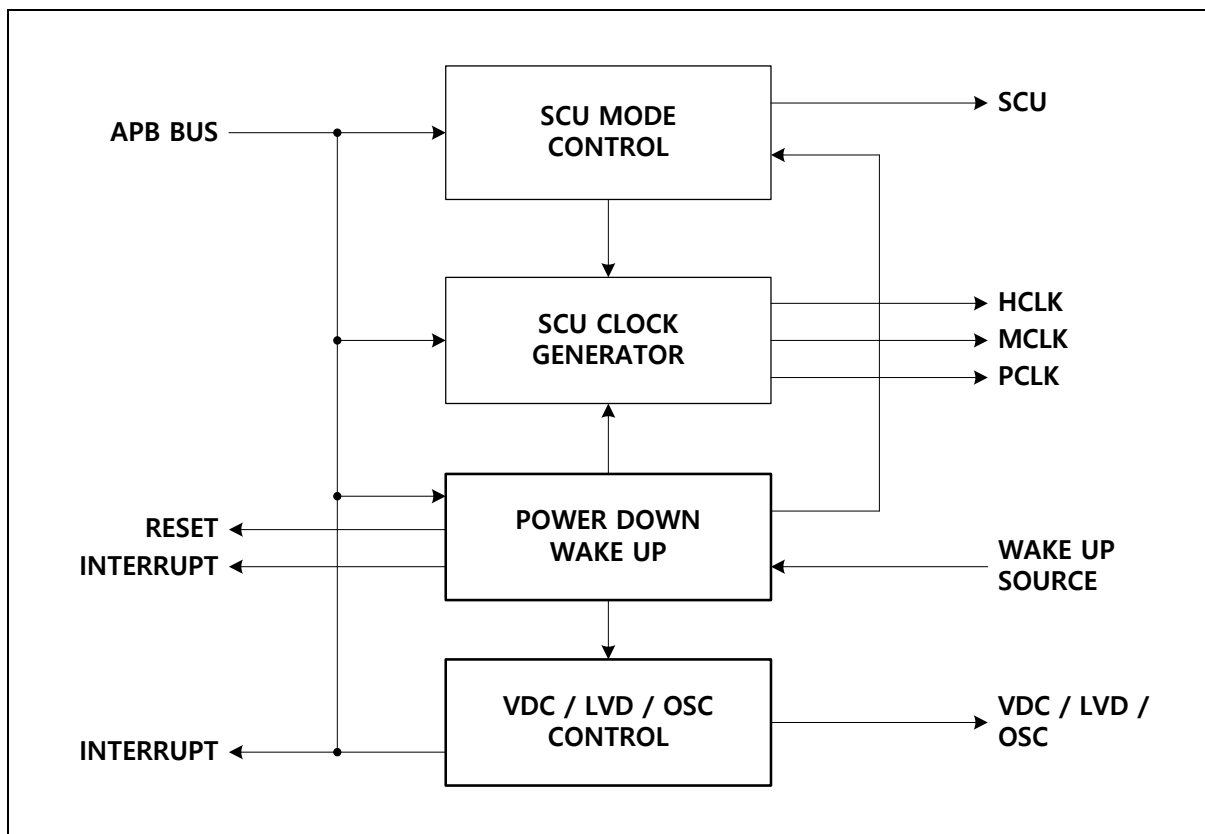 SCU MODE
CONTROL
SCU
APB BUS
SCU CLOCK
GENERATOR
HCLK
MCLK
PCLK
POWER DOWN
WAKE UP
RESET
INTERRUPT
WAKE UP
SOURCE
VDC / LVD / OSC
CONTROL
VDC / LVD /
OSC
INTERRUPT